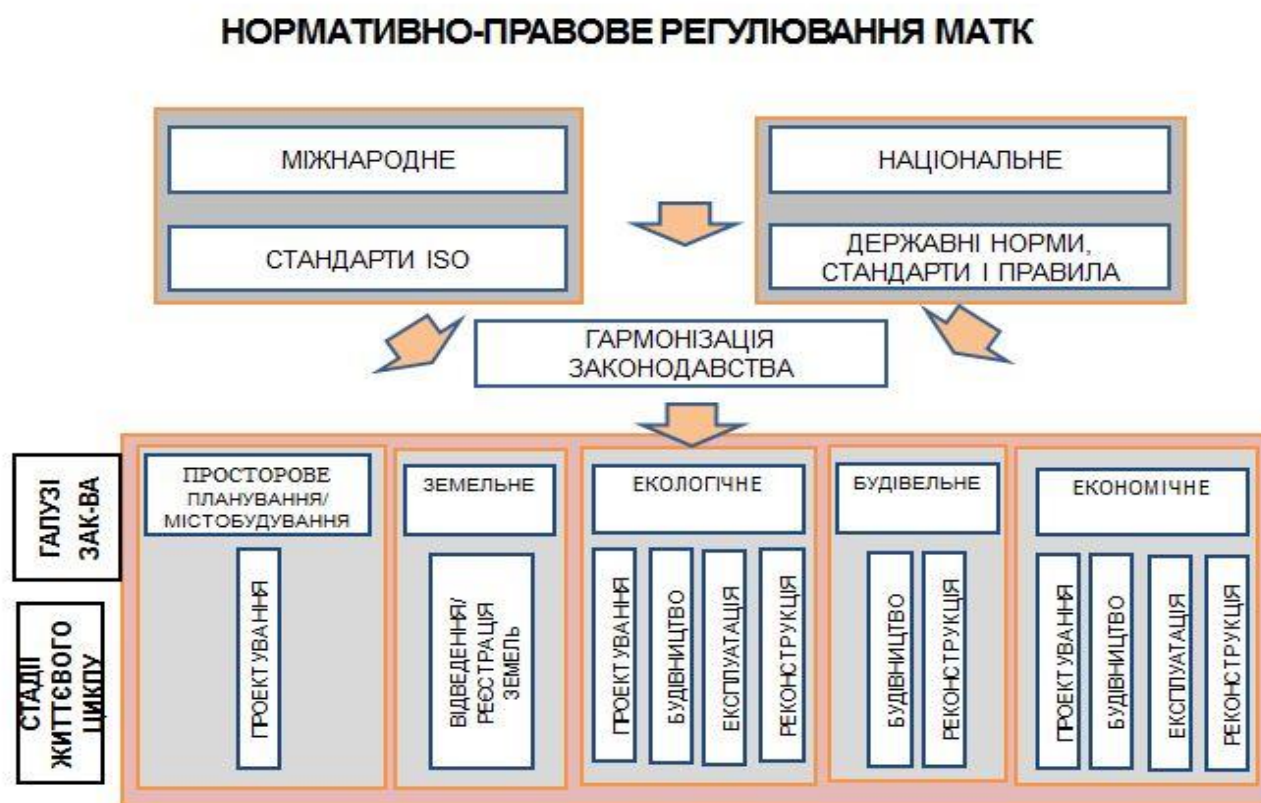 НОРМАТИВНО-ПРАВОВЕ РЕГУЛЮВАННЯ МАТК
МІЖНАРОДНЕ
СТАНДАРТИ ISO
НАЦІОНАЛЬНЕ
ДЕРЖАВНІ НОРМИ,
СТАНДАРТИ І ПРАВИЛА
ГАРМОНІЗАЦІЯ
ЗАКОНОДАВСТВА
ГАЛУЗІ
ЗАК-ВА
ПРОСТОРОВЕ
ПЛАНУВАННЯ/
МІСТОБУДУВАННЯ
ЗЕМЕЛЬНЕ
ЕКОЛОГІЧНЕ
БУДІВЕЛЬНЕ
ЕКОНОМІЧНЕ
СТАДІЇ
ЖИТТЄВОГО
ЦИКЛУ
ПРОЕКТУВАННЯ
ВІДВЕДЕННЯ/
РЕЄСТРАЦІЯ
ЗЕМЕЛЬ
ПРОЕКТУВАННЯ
БУДІВНИЦТВО
ЕКСПЛУАТАЦІЯ
РЕКОНСТРУКЦІЯ
БУДІВНИЦТВО
РЕКОНСТРУКЦІЯ
ПРОЕКТУВАННЯ
БУДІВНИЦТВО
ЕКСПЛУАТАЦІЯ
РЕКОНСТРУКЦІЯ